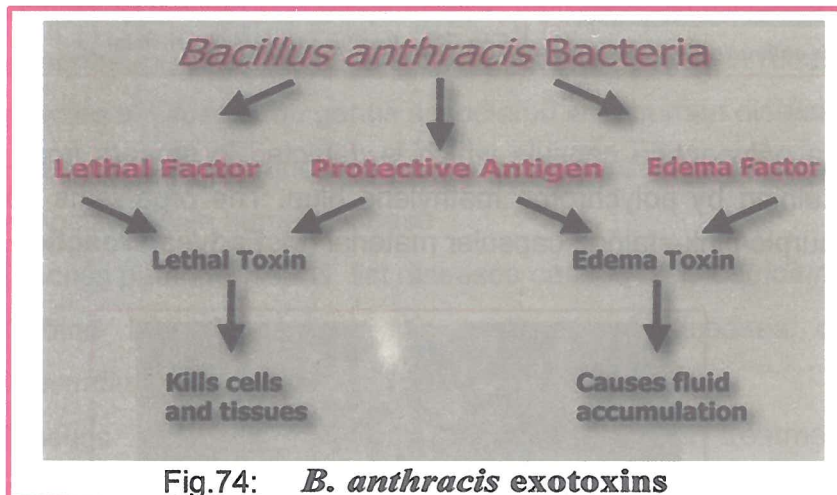 Bacillus anthracis Bacteria
Lethal Factor Protective Antigen Edema Factor
Lethal Toxin Edema Toxin
Kills cells Causes fluid
and tissues accumulation
Fig.74: B. anthracis exotoxins